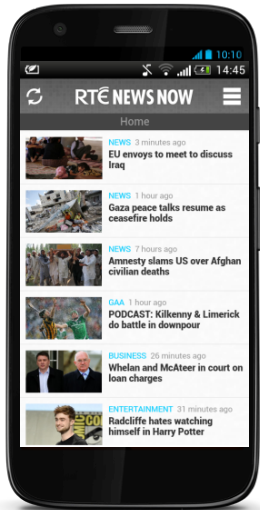 10:10
14:45
RTÉ NEWS NOW
Home
NEWS 3 minutes ago
EU envoys to meet to discuss
Iraq
NEWS 1 hour ago
Gaza peace talks resume as
ceasefire holds
NEWS 7 hours ago
Amnesty slams US over Afghan
civilian deaths
GAA 1 hour ago
PODCAST: Kilkenny & Limerick
do battle in downpour
BUSINESS 26 minutes ago
Whelan and McAteer in court on
loan charges
ENTERTAINMENT 31 minutes ago
Radcliffe hates watching
himself in Harry Potter